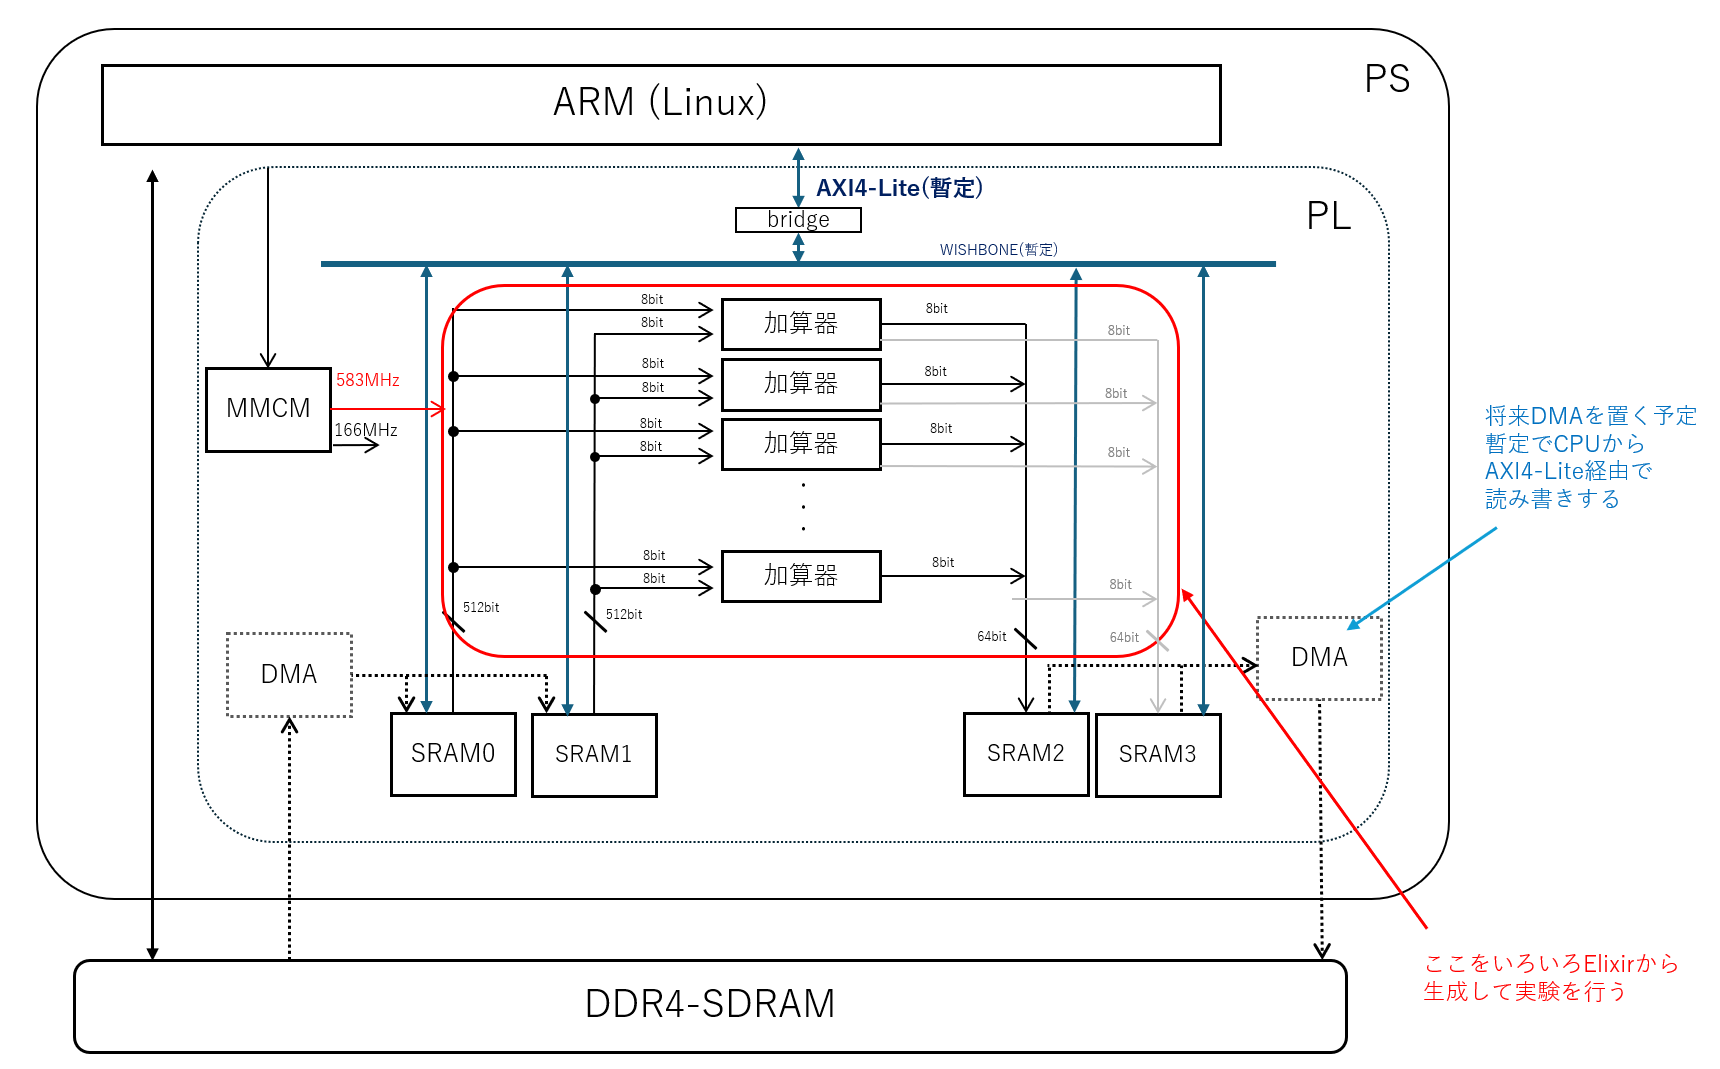 PS
ARM (Linux)
AXI4-Lite(暫定)
PL
bridge
WISHBONE(暫定)
8bit
8bit
加算器
8bit
8bit
8bit
8bit
加算器
8bit
8bit
MMCM
583MHz
166MHz
8bit
8bit
加算器
8bit
8bit
将来DMAを置く予定
暫定でCPUから
AXI4-Lite経由で
読み書きする
・
・
・
8bit
8bit
加算器
8bit
8bit
512bit
512bit
64bit
64bit
DMA
DMA
SRAM0
SRAM1
SRAM2
SRAM3
ここをいろいろElixirから
生成して実験を行う
DDR4-SDRAM